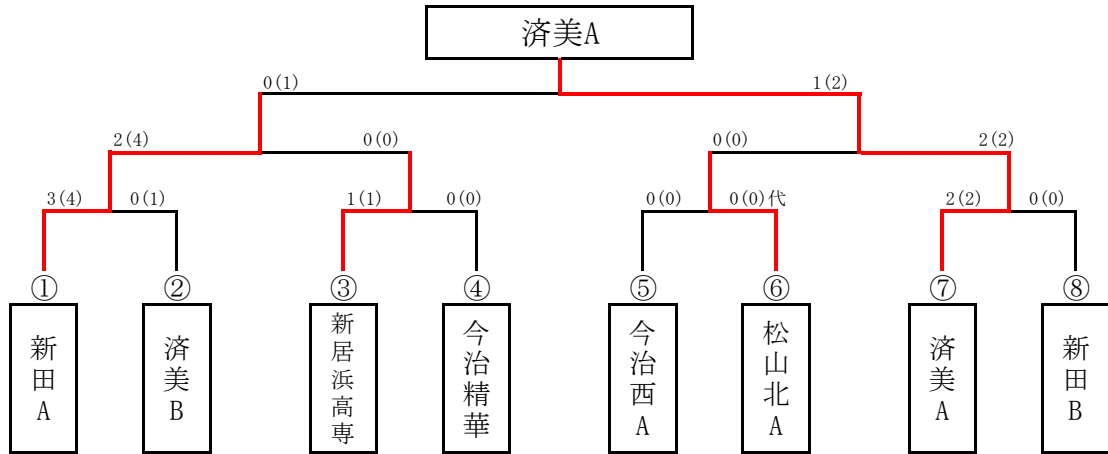 済美A
0(1) 1(2)
2(4) 0(0) 0(0) 2(2)
3(4) 0(1) 1(1) 0(0) 0(0) 0(0)代 2(2) 0(0)
① ② ③ ④ ⑤ ⑥ ⑦ ⑧
新田A
済美B
新居浜高専
今治精華
今治西A
松山北A
済美A
新田B